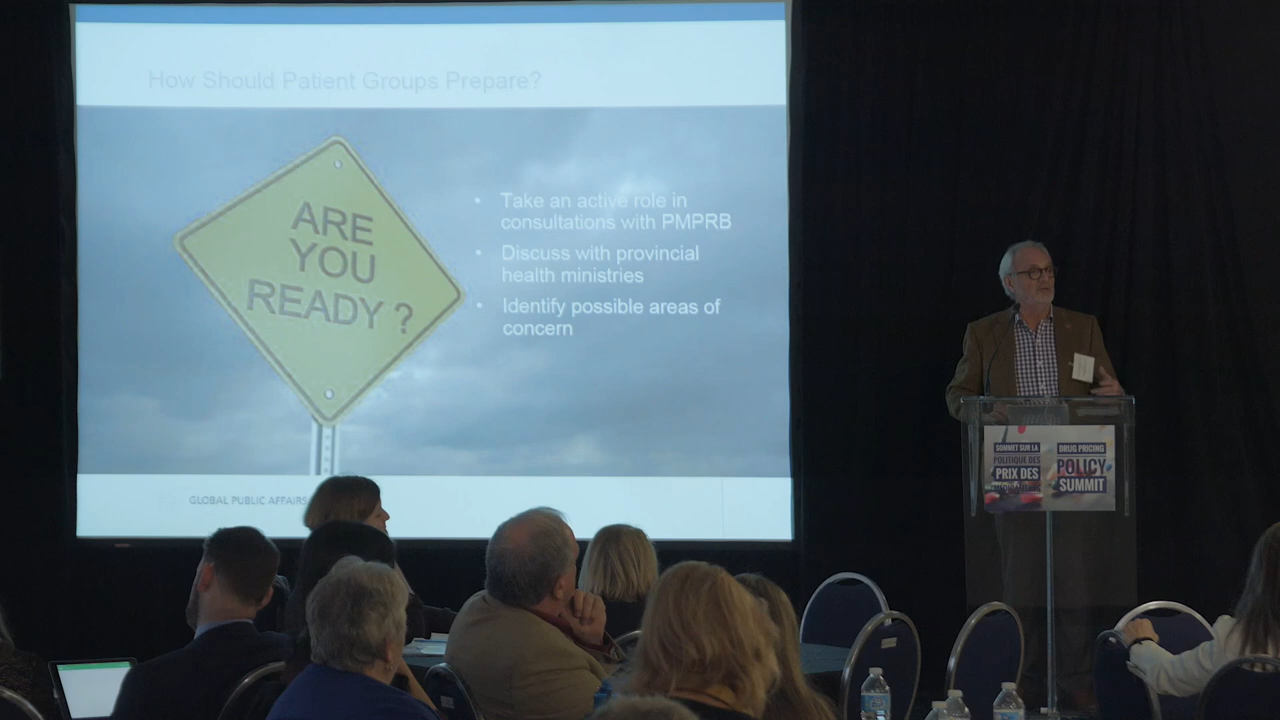 How Should Patient Groups Prepare?
ARE
YOU
READY?
• Take an active role in
consultations with PMPRB
• Discuss with provincial
health ministries
• Identify possible areas of
concern
GLOBAL PUBLIC AFFAIRS
SOMMET SUR LA
POLITIQUE DES
PRIX DES
DRUG PRICING
POLICY
SUMMIT